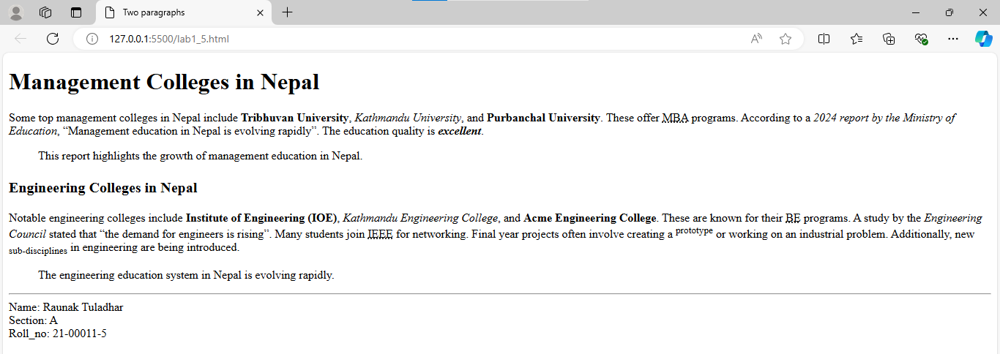 Two paragraphs
127.0.0.1:5500/lab1_5.html
Management Colleges in Nepal
Some top management colleges in Nepal include Tribhuvan University, Kathmandu University, and Purbanchal University. These offer MBA programs. According to a 2024 report by the Ministry of
Education, “Management education in Nepal is evolving rapidly”. The education quality is excellent.
This report highlights the growth of management education in Nepal.
Engineering Colleges in Nepal
Notable engineering colleges include Institute of Engineering (IOE), Kathmandu Engineering College, and Acme Engineering College. These are known for their BE programs. A study by the Engineering
Council stated that “the demand for engineers is rising”. Many students join IEEE for networking. Final year projects often involve creating a prototype or working on an industrial problem. Additionally, new
sub-disciplines in engineering are being introduced.
The engineering education system in Nepal is evolving rapidly.
Name: Raunak Tuladhar
Section: A
Roll_no: 21-00011-5